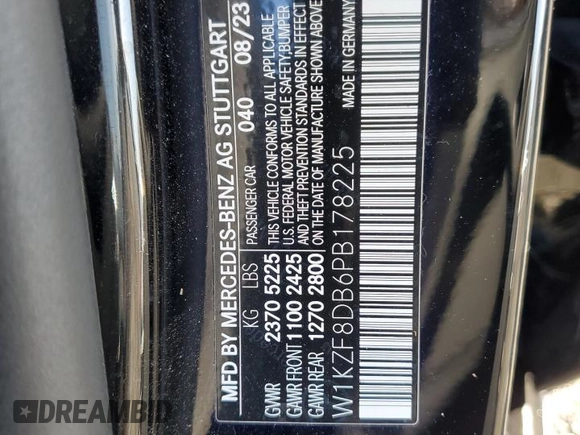 MFD BY MERCEDES-BENZ AG STUTTGART
040 08/23
KG LBS PASSENGER CAR
GVWR 2370 5225 THIS VEHICLE CONFORMS TO ALL APPLICABLE
GAWR FRONT 1100 2425 U.S. FEDERAL MOTOR VEHICLE SAFETY, BUMPER
GAWR REAR 1270 2800 AND THEFT PREVENTION STANDARDS IN EFFECT
ON THE DATE OF MANUFACTURE SHOWN ABOVE
W1KZF8DB6PB178225 MADE IN GERMANY
DREAMBID